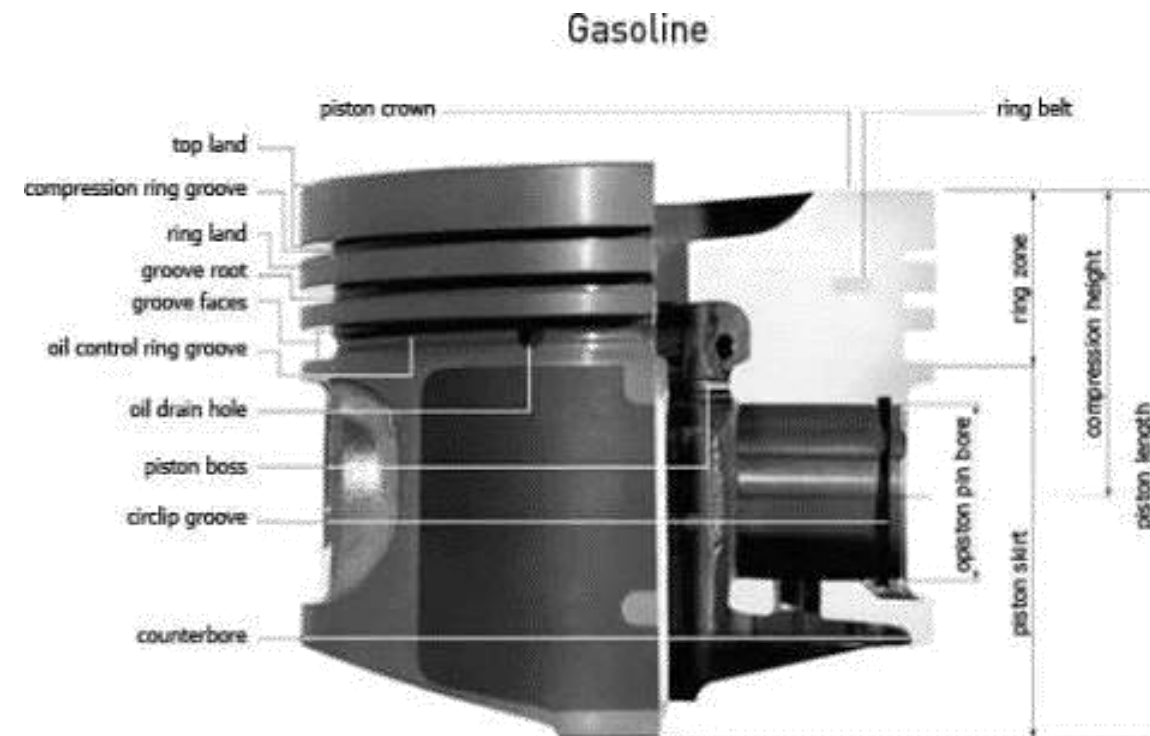 Gasoline
piston crown
ring belt
top land
compression ring groove
ring land
groove root
groove faces
oil control ring groove
oil drain hole
piston boss
circlip groove
counterbore
opiston pin bore
ring zone
piston skirt
compression height
piston length